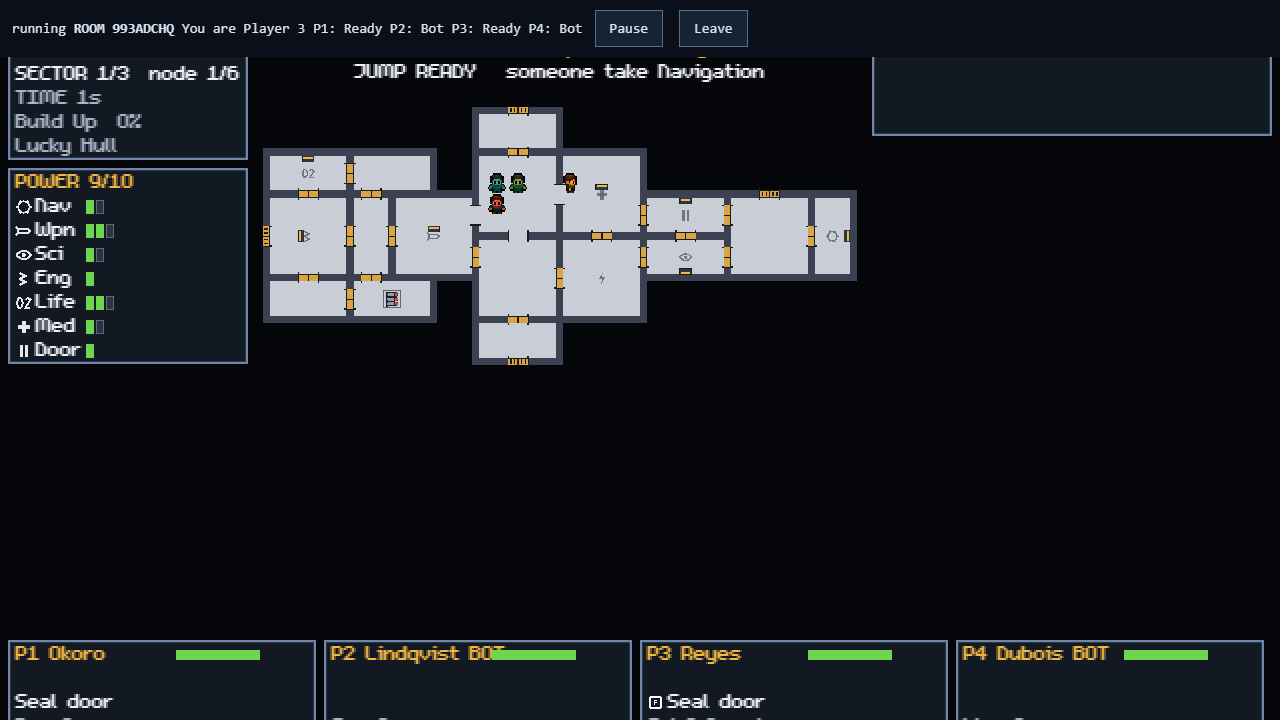 running ROOM 993ADCHQ You are Player 3 P1: Ready P2: Bot P3: Ready P4: Bot Pause Leave
SECTOR 1/3 node 1/6
JUMP READY someone take Navigation
TIME 1s
Build Up 0%
Lucky Hull
POWER 9/10
Nav
Wpn
Sci
Eng
O2 Life
Med
Door
O2
P1 Okoro
P2 Lindqvist BOT
P3 Reyes
P4 Dubois BOT
Seal door
F Seal door